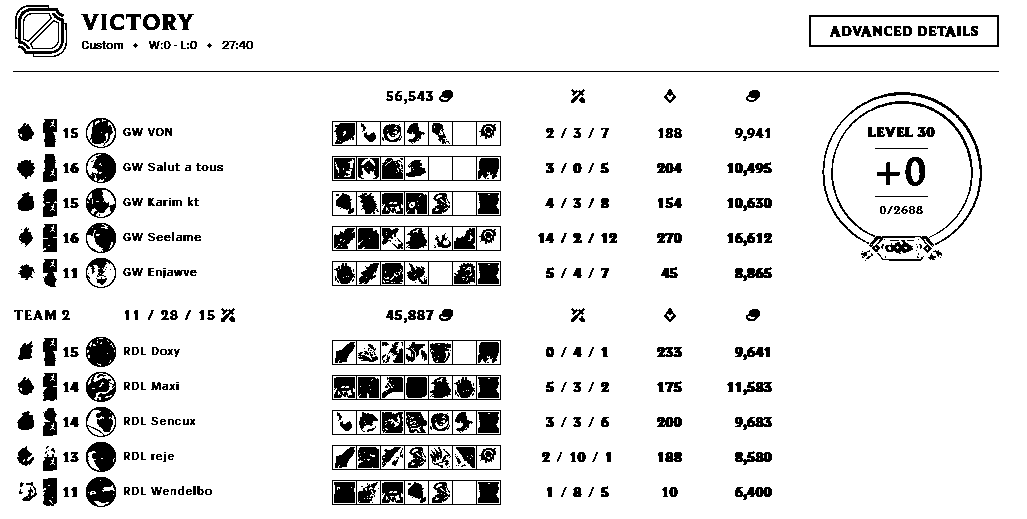 VICTORY
ADVANCED DETAILS
Custom • W:0 - L:0 • 27:40
56,543
15 GW VON 2 / 3 / 7 188 9,941
16 GW Salut a tous 3 / 0 / 5 204 10,495
15 GW Karim kt 4 / 3 / 8 154 10,630
16 GW Seelame 14 / 2 / 12 270 16,612
11 GW Enjawve 5 / 4 / 7 45 8,865
LEVEL 30
+0
0/2688
TEAM 2 11 / 28 / 15 45,887
15 RDL Doxy 0 / 4 / 1 233 9,641
14 RDL Maxi 5 / 3 / 2 175 11,583
14 RDL Sencux 3 / 3 / 6 200 9,683
13 RDL reje 2 / 10 / 1 188 8,580
11 RDL Wendelbo 1 / 8 / 5 10 6,400